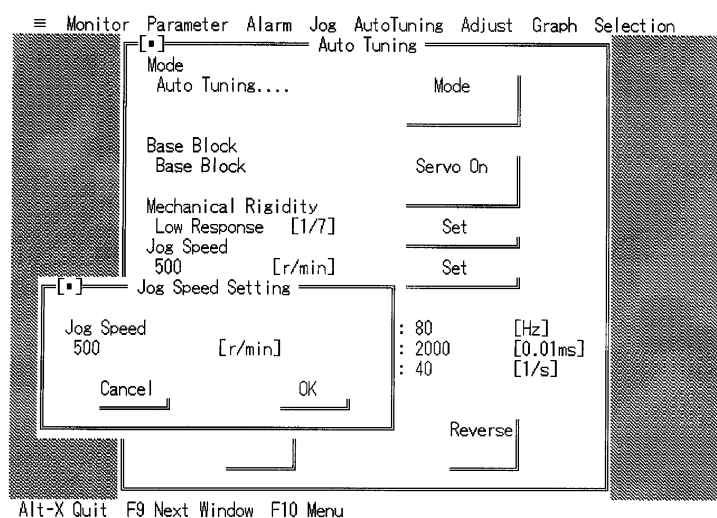 ≡ Monitor Parameter Alarm Jog AutoTuning Adjust Graph Selection
[▪] Auto Tuning
Mode
Auto Tuning.... Mode
Base Block
Base Block Servo On
Mechanical Rigidity
Low Response [1/7] Set
Jog Speed
500 [r/min] Set
[▪] Jog Speed Setting
Jog Speed
500 [r/min]
Cancel OK
: 80 [Hz]
: 2000 [0.01ms]
: 40 [1/s]
Reverse
Alt-X Quit F9 Next Window F10 Menu